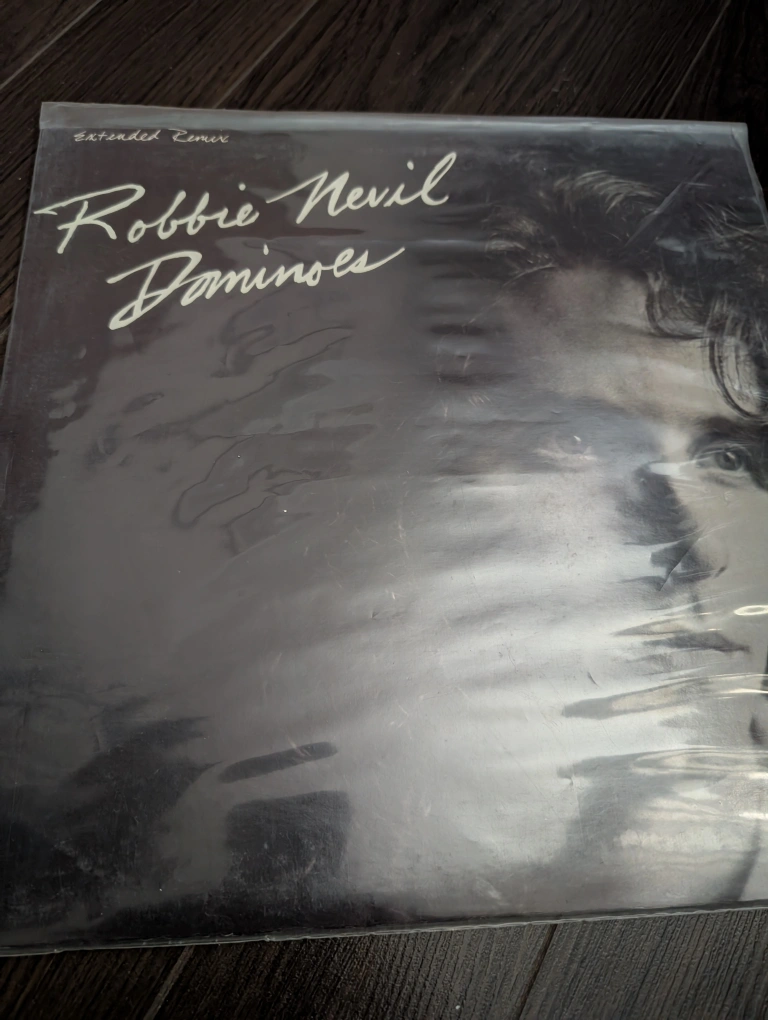 Extended Remix
Robbie Nevil
Dominoes